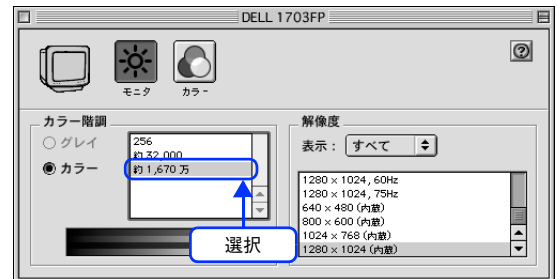 DELL 1703FP
モニタ
カラー
カラー階調
グレイ
カラー
256
約 32,000
約 1,670 万
選択
解像度
表示： すべて
1280 × 1024, 60Hz
1280 × 1024, 75Hz
640 × 480 (内蔵)
800 × 600 (内蔵)
1024 × 768 (内蔵)
1280 × 1024 (内蔵)